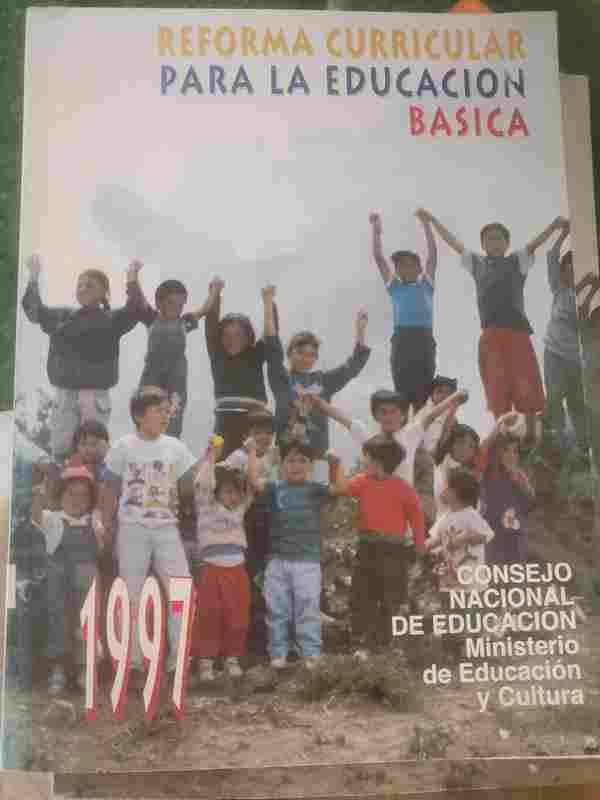 REFORMA CURRICULAR
PARA LA EDUCACION
BASICA
1997
CONSEJO
NACIONAL
DE EDUCACION
Ministerio
de Educación
y Cultura